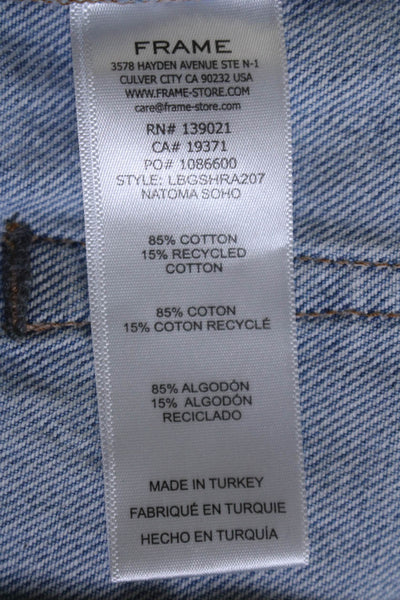 FRAME
3578 HAYDEN AVENUE STE N-1
CULVER CITY CA 90232 USA
WWW.FRAME-STORE.COM
care@frame-store.com
RN# 139021
CA# 19371
PO# 1086600
STYLE: LBGSHRA207
NATOMA SOHO
85% COTTON
15% RECYCLED
COTTON
85% COTON
15% COTON RECYCLÉ
85% ALGODÓN
15% ALGODÓN
RECICLADO
MADE IN TURKEY
FABRIQUÉ EN TURQUIE
HECHO EN TURQUÍA